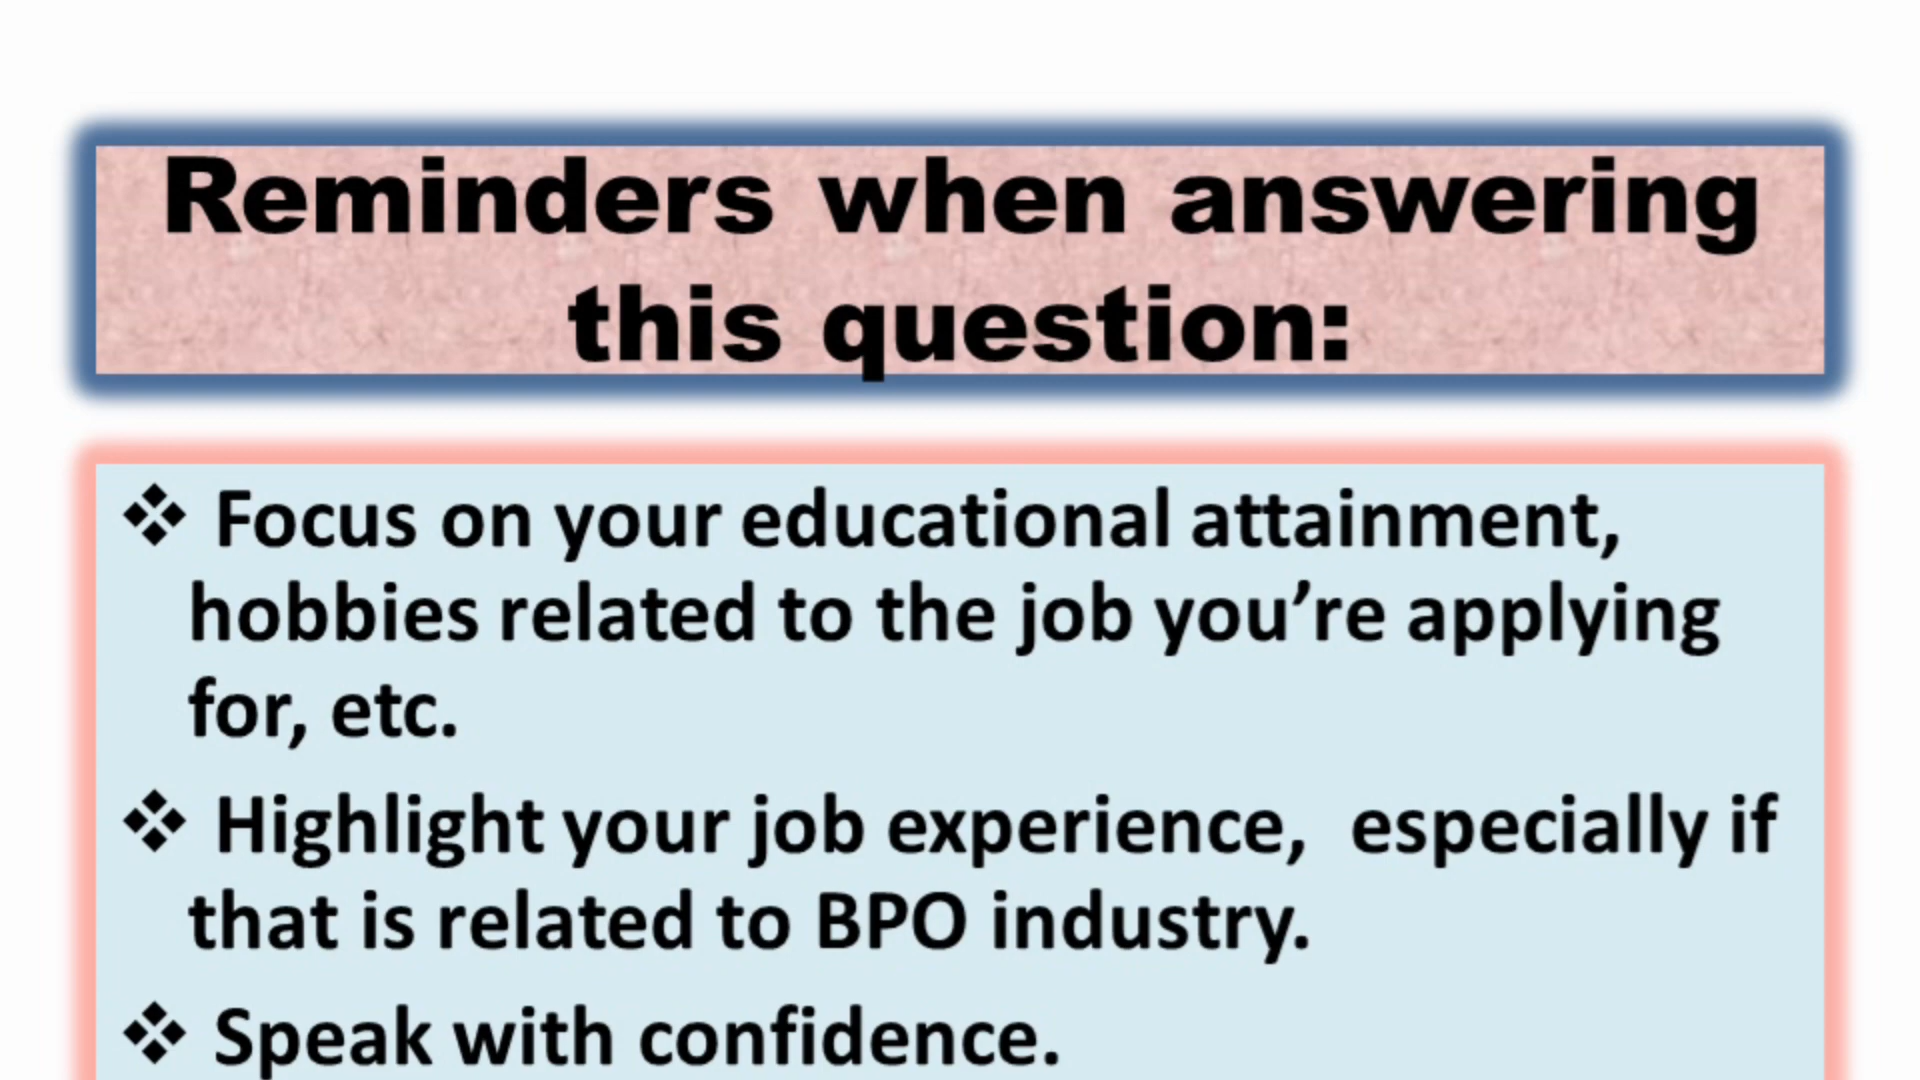 Reminders when answering
this question:
❖ Focus on your educational attainment,
hobbies related to the job you’re applying
for, etc.
❖ Highlight your job experience,  especially if
that is related to BPO industry.
❖ Speak with confidence.